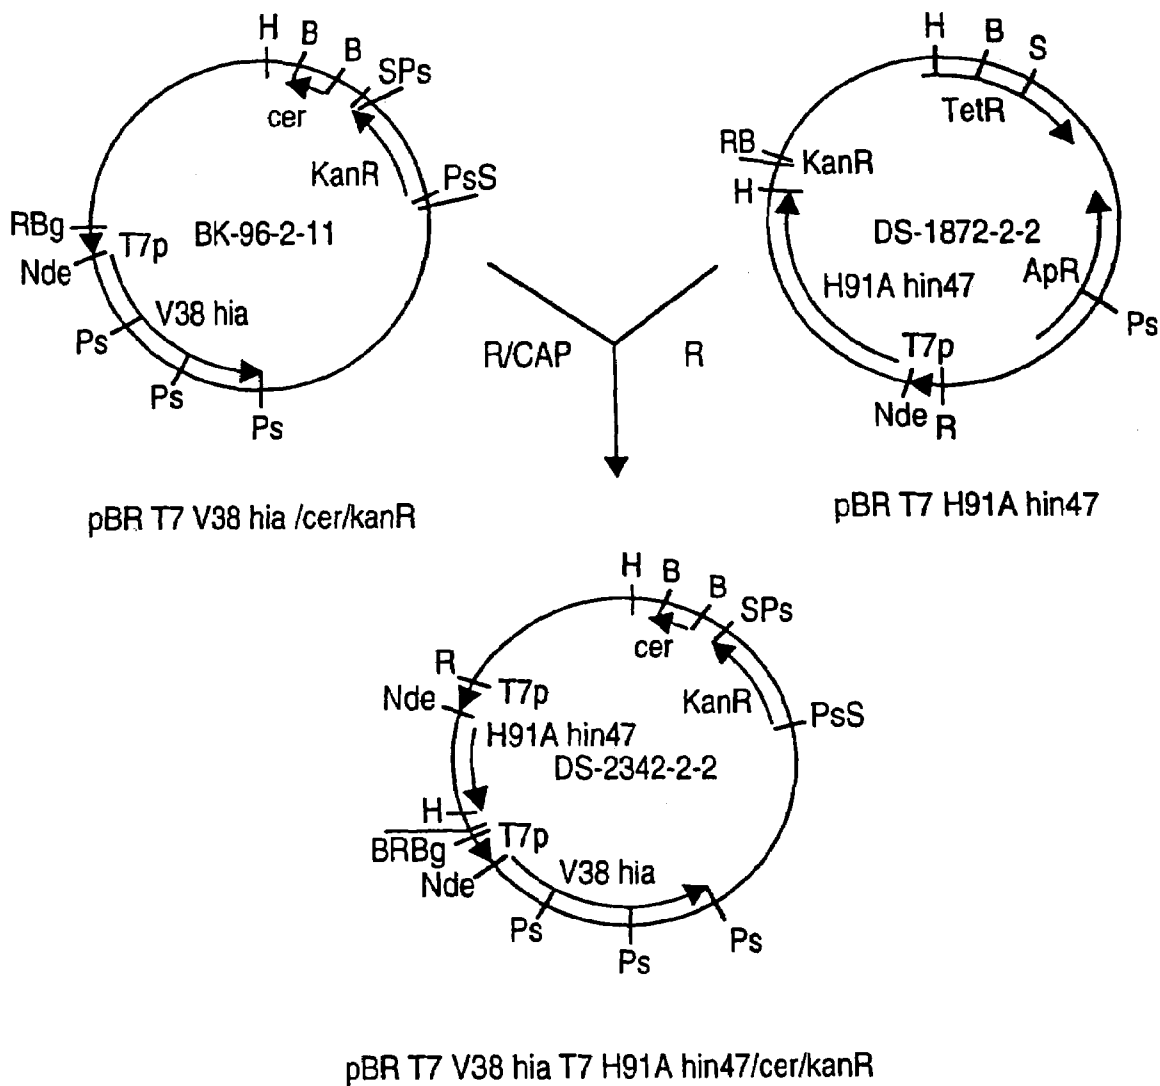 H B B SPs
cer
KanR PsS
RBg T7p BK-96-2-11
Nde
V38 hia
Ps
Ps
Ps
pBR T7 V38 hia /cer/kanR
H B S
TetR
RB KanR
H
DS-1872-2-2
H91A hin47 ApR
Ps
T7p
Nde R
pBR T7 H91A hin47
R/CAP R
H B B SPs
cer
R T7p
Nde KanR PsS
H91A hin47
DS-2342-2-2
H
BRBg T7p
Nde V38 hia
Ps Ps Ps
pBR T7 V38 hia T7 H91A hin47/cer/kanR